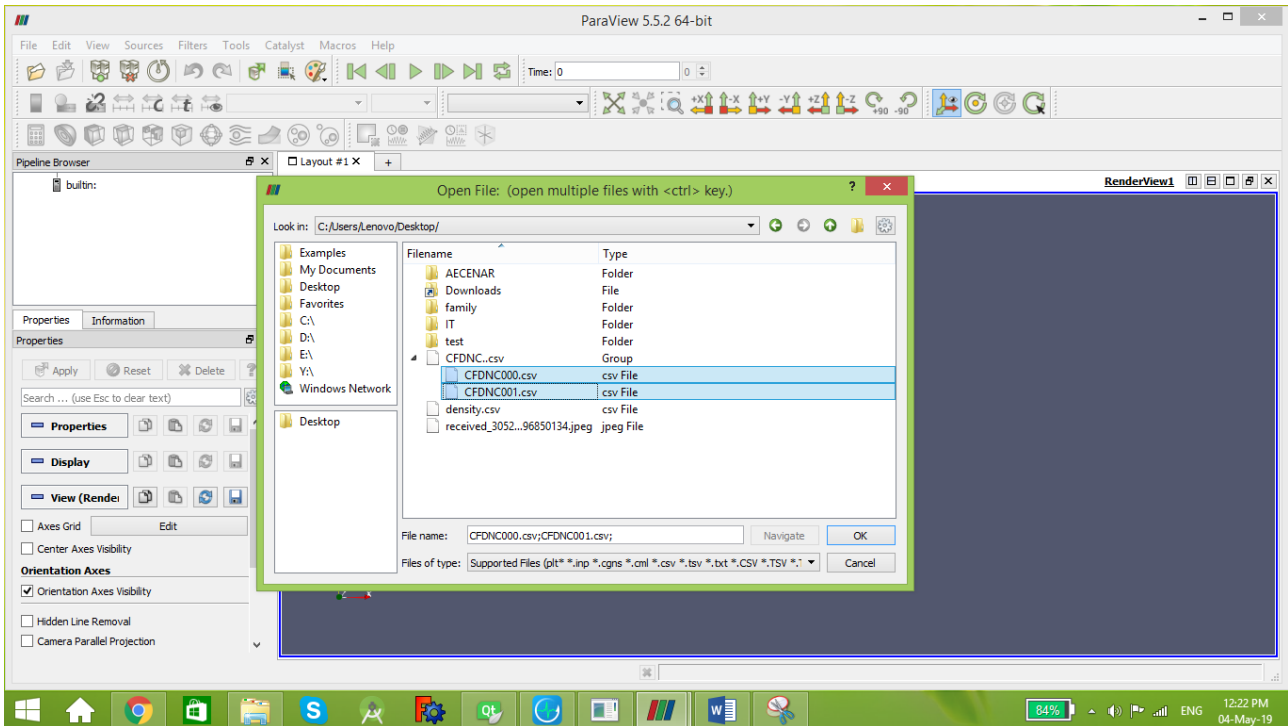 ParaView 5.5.2 64-bit
File Edit View Sources Filters Tools Catalyst Macros Help
Time: 0 0
+X -X +Y -Y +Z -Z +90 -90
Pipeline Browser
Layout #1 +
builtin:
RenderView1
Open File: (open multiple files with <ctrl> key.)
Look in: C:/Users/Lenovo/Desktop/
Examples
My Documents
Desktop
Favorites
C:\
D:\
E:\
Y:\
Windows Network
Desktop
Filename Type
AECENAR Folder
Downloads File
family Folder
IT Folder
test Folder
CFDNC..csv Group
CFDNC000.csv csv File
CFDNC001.csv csv File
density.csv csv File
received_3052...96850134.jpeg jpeg File
File name: CFDNC000.csv;CFDNC001.csv; Navigate OK
Files of type: Supported Files (plt* *.inp *.cgns *.cml *.csv *.tsv *.txt *.CSV *.TSV *. Cancel
Properties Information
Properties
Apply Reset Delete ?
Search ... (use Esc to clear text)
Properties
Display
View (Render
Axes Grid Edit
Center Axes Visibility
Orientation Axes
Orientation Axes Visibility
Hidden Line Removal
Camera Parallel Projection
84% ENG 12:22 PM
04-May-19